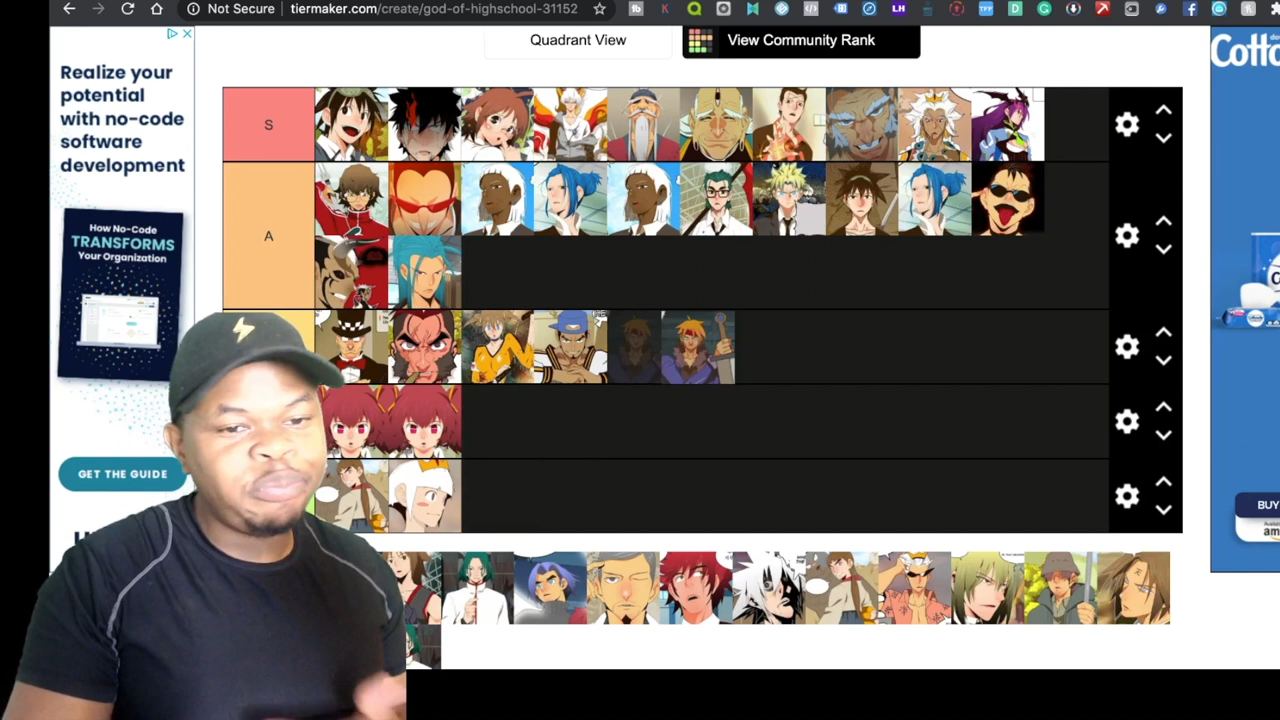 Not Secure
tiermaker.com/create/god-of-highschool-31152
Quadrant View
View Community Rank
Realize your
potential
with no-code
software
development
How No-Code
TRANSFORMS
Your Organization
GET THE GUIDE
S
A
BUY